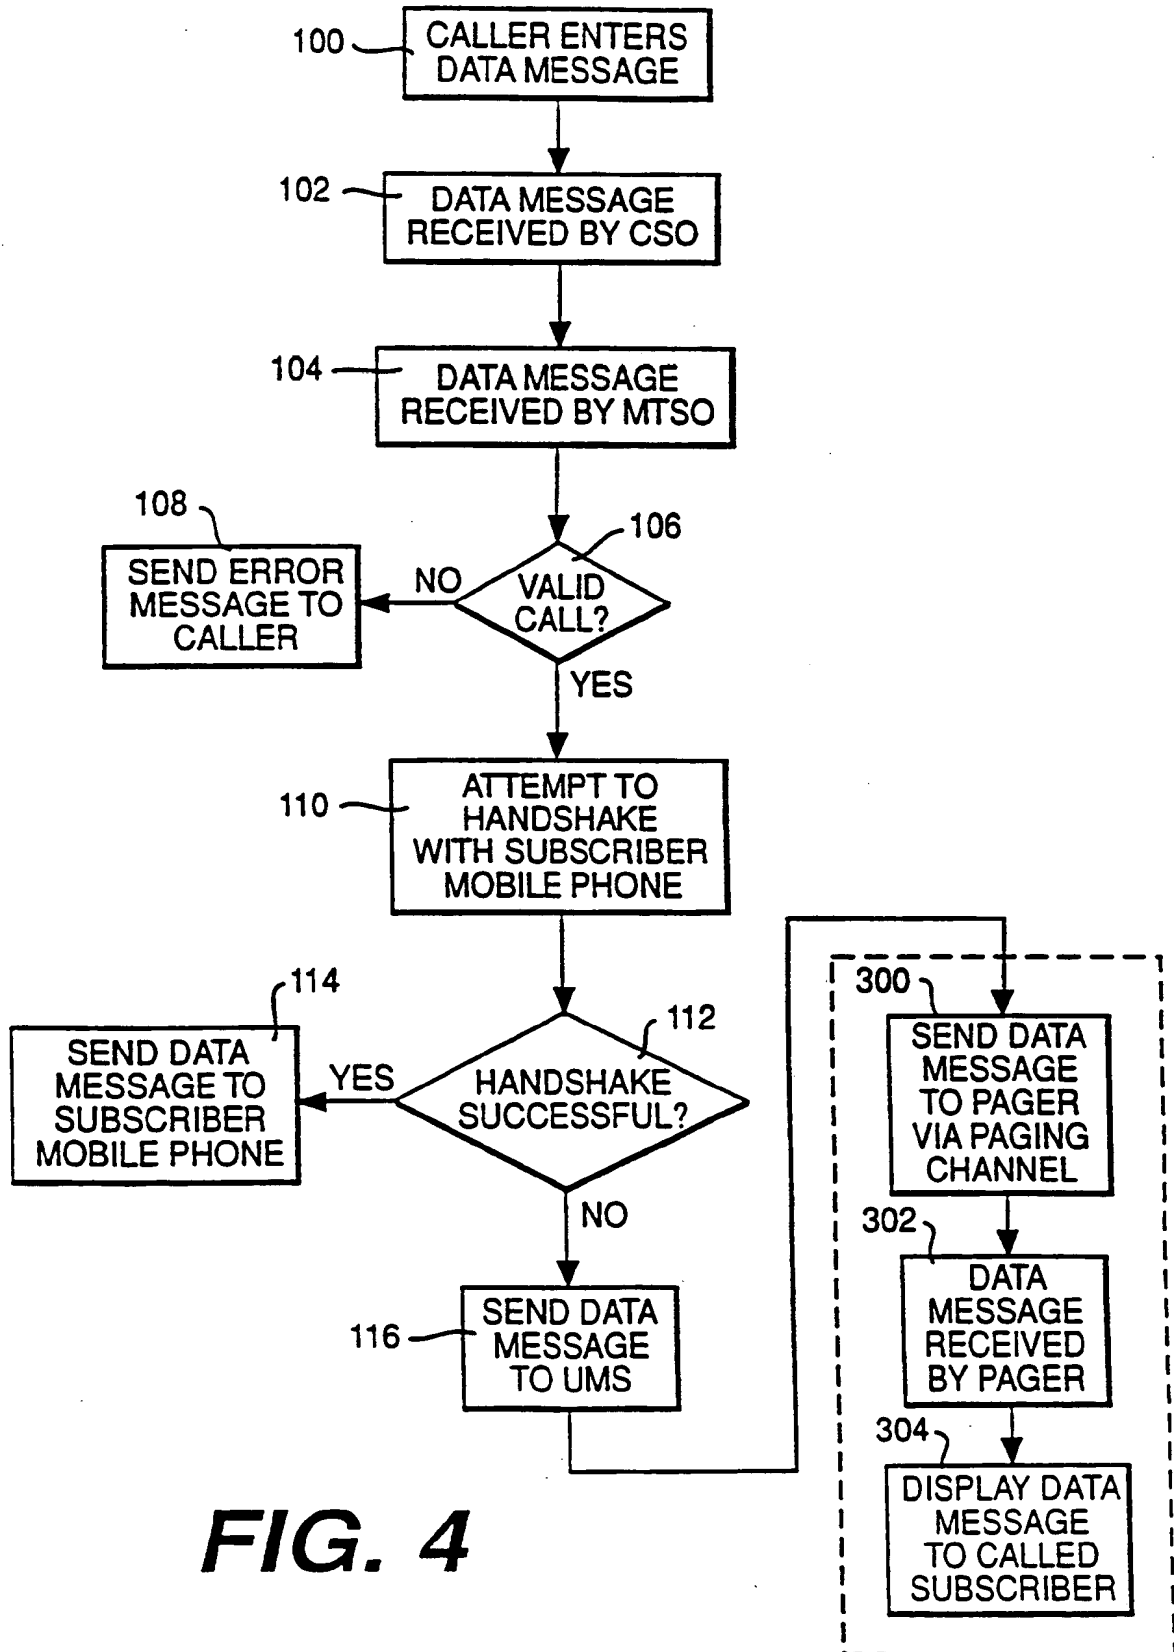 100
CALLER ENTERS
DATA MESSAGE
102
DATA MESSAGE
RECEIVED BY CSO
104
DATA MESSAGE
RECEIVED BY MTSO
106
VALID
CALL?
NO
108
SEND ERROR
MESSAGE TO
CALLER
YES
110
ATTEMPT TO
HANDSHAKE
WITH SUBSCRIBER
MOBILE PHONE
112
HANDSHAKE
SUCCESSFUL?
YES
114
SEND DATA
MESSAGE TO
SUBSCRIBER
MOBILE PHONE
NO
116
SEND DATA
MESSAGE
TO UMS
300
SEND DATA
MESSAGE
TO PAGER
VIA PAGING
CHANNEL
302
DATA
MESSAGE
RECEIVED
BY PAGER
304
DISPLAY DATA
MESSAGE
TO CALLED
SUBSCRIBER
FIG. 4